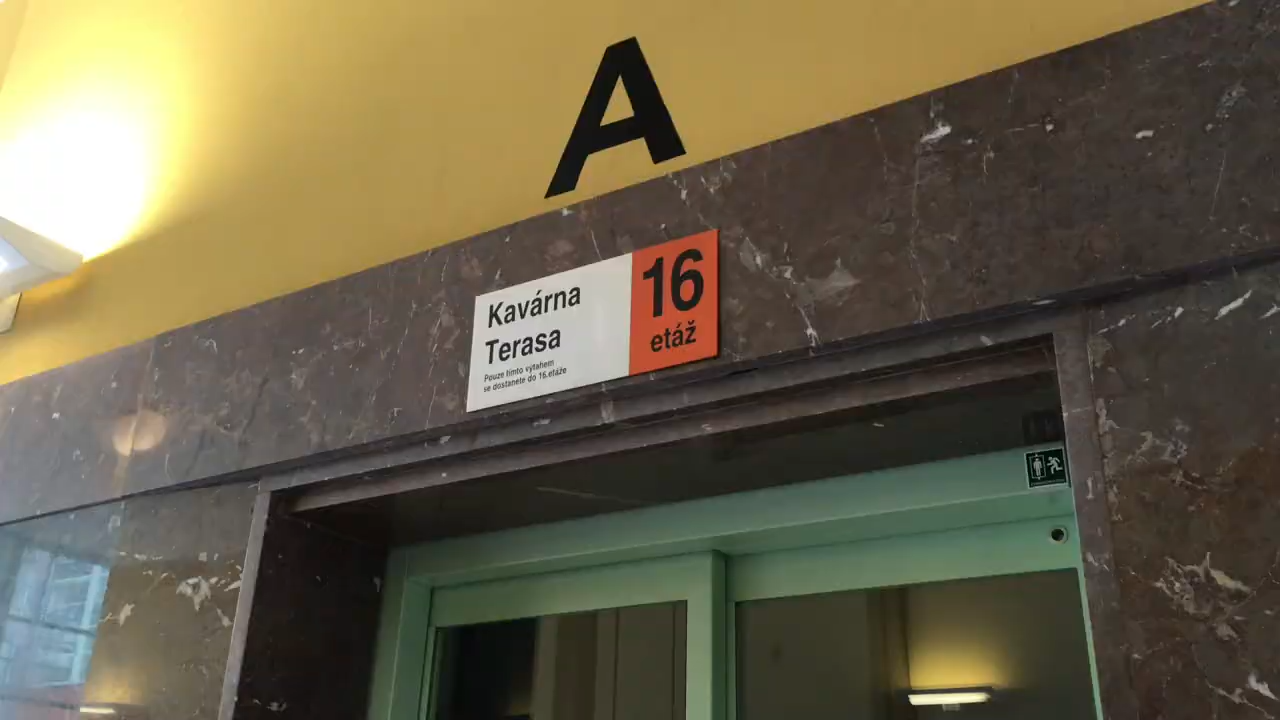 A
Kavárna
Terasa
Pouze tímto výtahem
se dostanete do 16.etáže
16
etáž